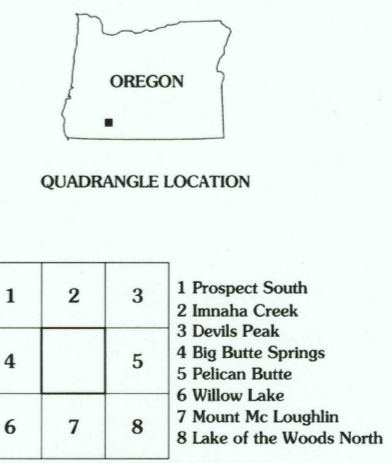 OREGON
QUADRANGLE LOCATION
1 2 3
4 5
6 7 8
1 Prospect South
2 Imnaha Creek
3 Devils Peak
4 Big Butte Springs
5 Pelican Butte
6 Willow Lake
7 Mount Mc Loughlin
8 Lake of the Woods North